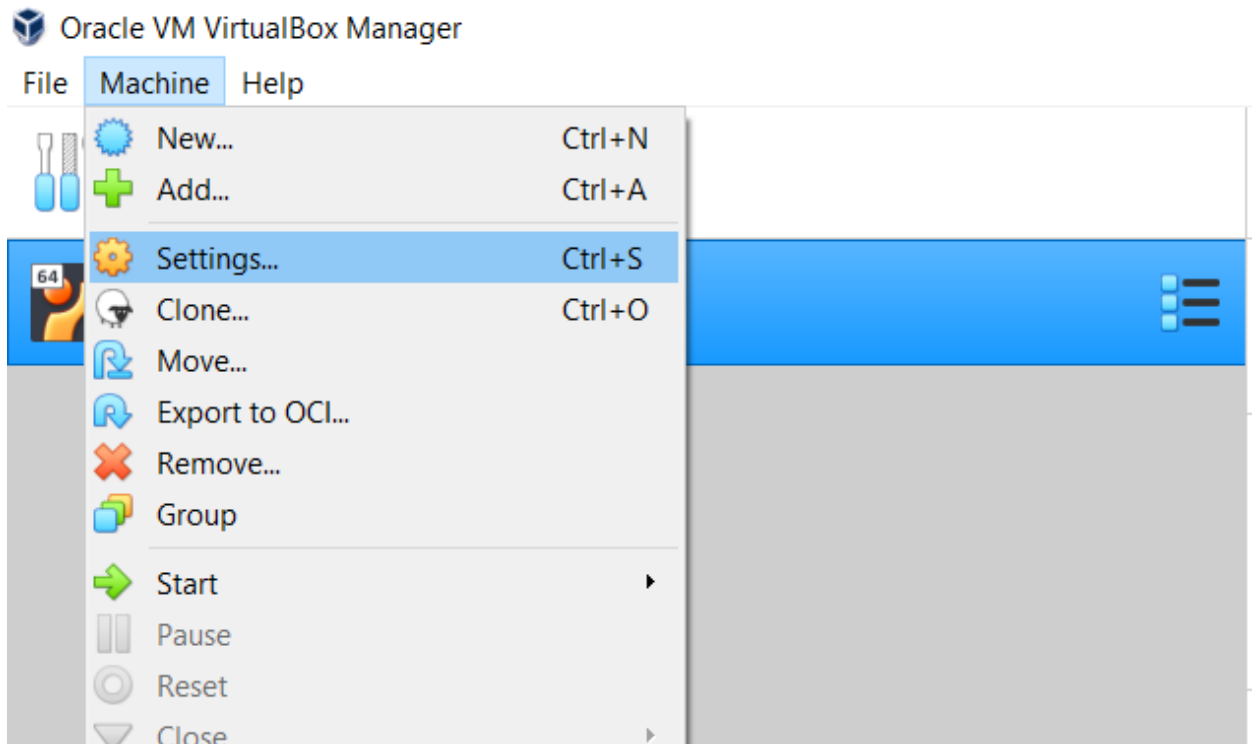 Oracle VM VirtualBox Manager
File Machine Help
New... Ctrl+N
Add... Ctrl+A
Settings... Ctrl+S
64
Clone... Ctrl+O
Move...
Export to OCI...
Remove...
Group
Start
Pause
Reset
Close